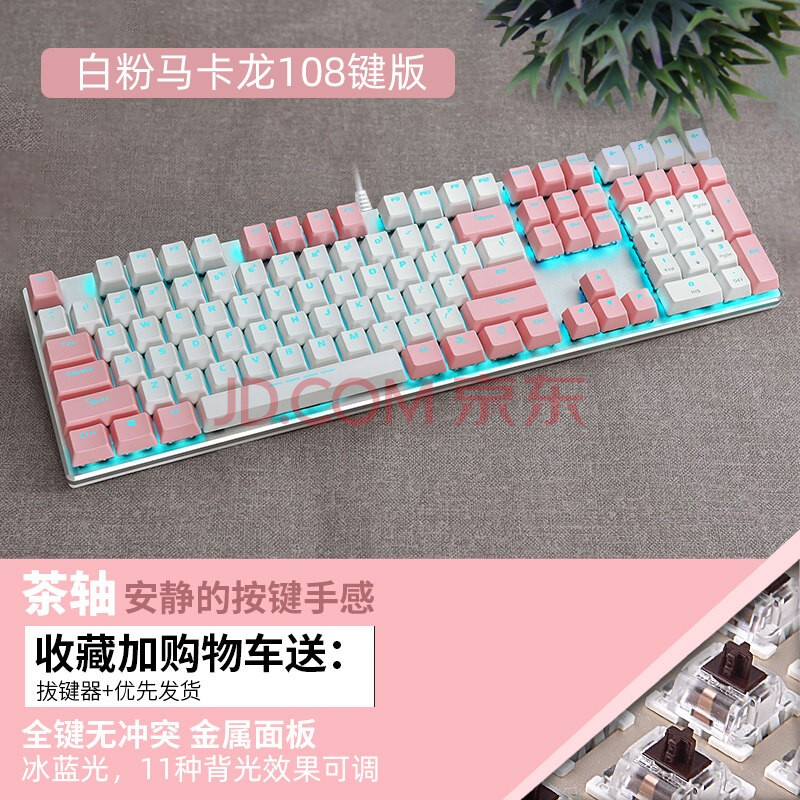 白粉马卡龙108键版
JD.COM 京东
茶轴 安静的按键手感
收藏加购物车送：
拔键器+优先发货
全键无冲突 金属面板
冰蓝光，11种背光效果可调